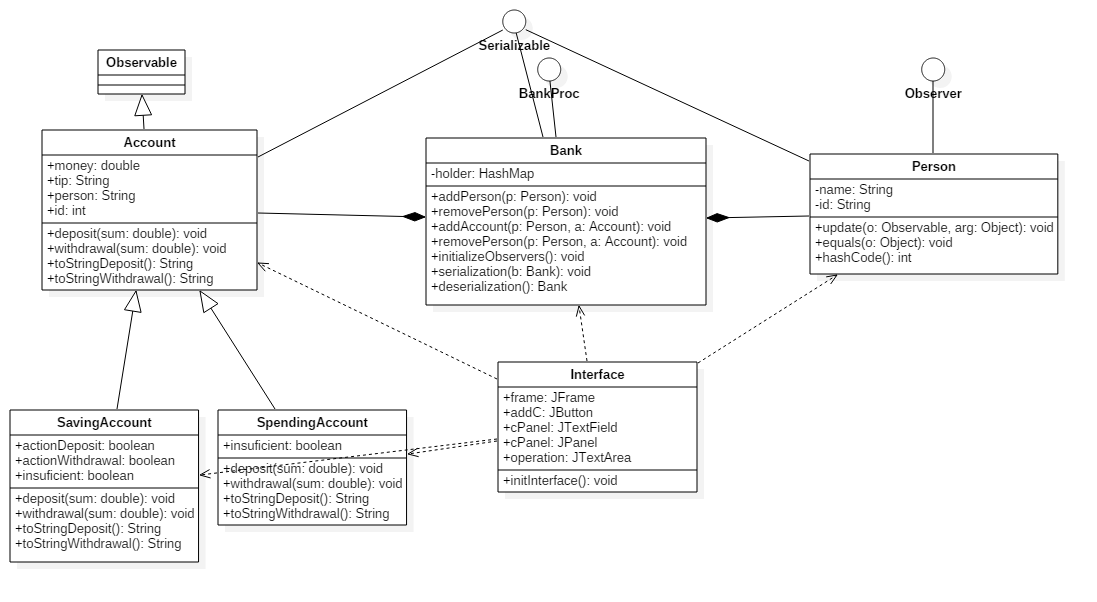 Serializable
Observable
BankProc
Observer
Account
+money: double
+tip: String
+person: String
+id: int
+deposit(sum: double): void
+withdrawal(sum: double): void
+toStringDeposit(): String
+toStringWithdrawal(): String
Bank
-holder: HashMap
+addPerson(p: Person): void
+removePerson(p: Person): void
+addAccount(p: Person, a: Account): void
+removePerson(p: Person, a: Account): void
+initializeObservers(): void
+serialization(b: Bank): void
+deserialization(): Bank
Person
-name: String
-id: String
+update(o: Observable, arg: Object): void
+equals(o: Object): void
+hashCode(): int
Interface
+frame: JFrame
+addC: JButton
+cPanel: JTextField
+cPanel: JPanel
+operation: JTextArea
+initInterface(): void
SavingAccount
+actionDeposit: boolean
+actionWithdrawal: boolean
+insuficient: boolean
+deposit(sum: double): void
+withdrawal(sum: double): void
+toStringDeposit(): String
+toStringWithdrawal(): String
SpendingAccount
+insuficient: boolean
+deposit(sum: double): void
+withdrawal(sum: double): void
+toStringDeposit(): String
+toStringWithdrawal(): String